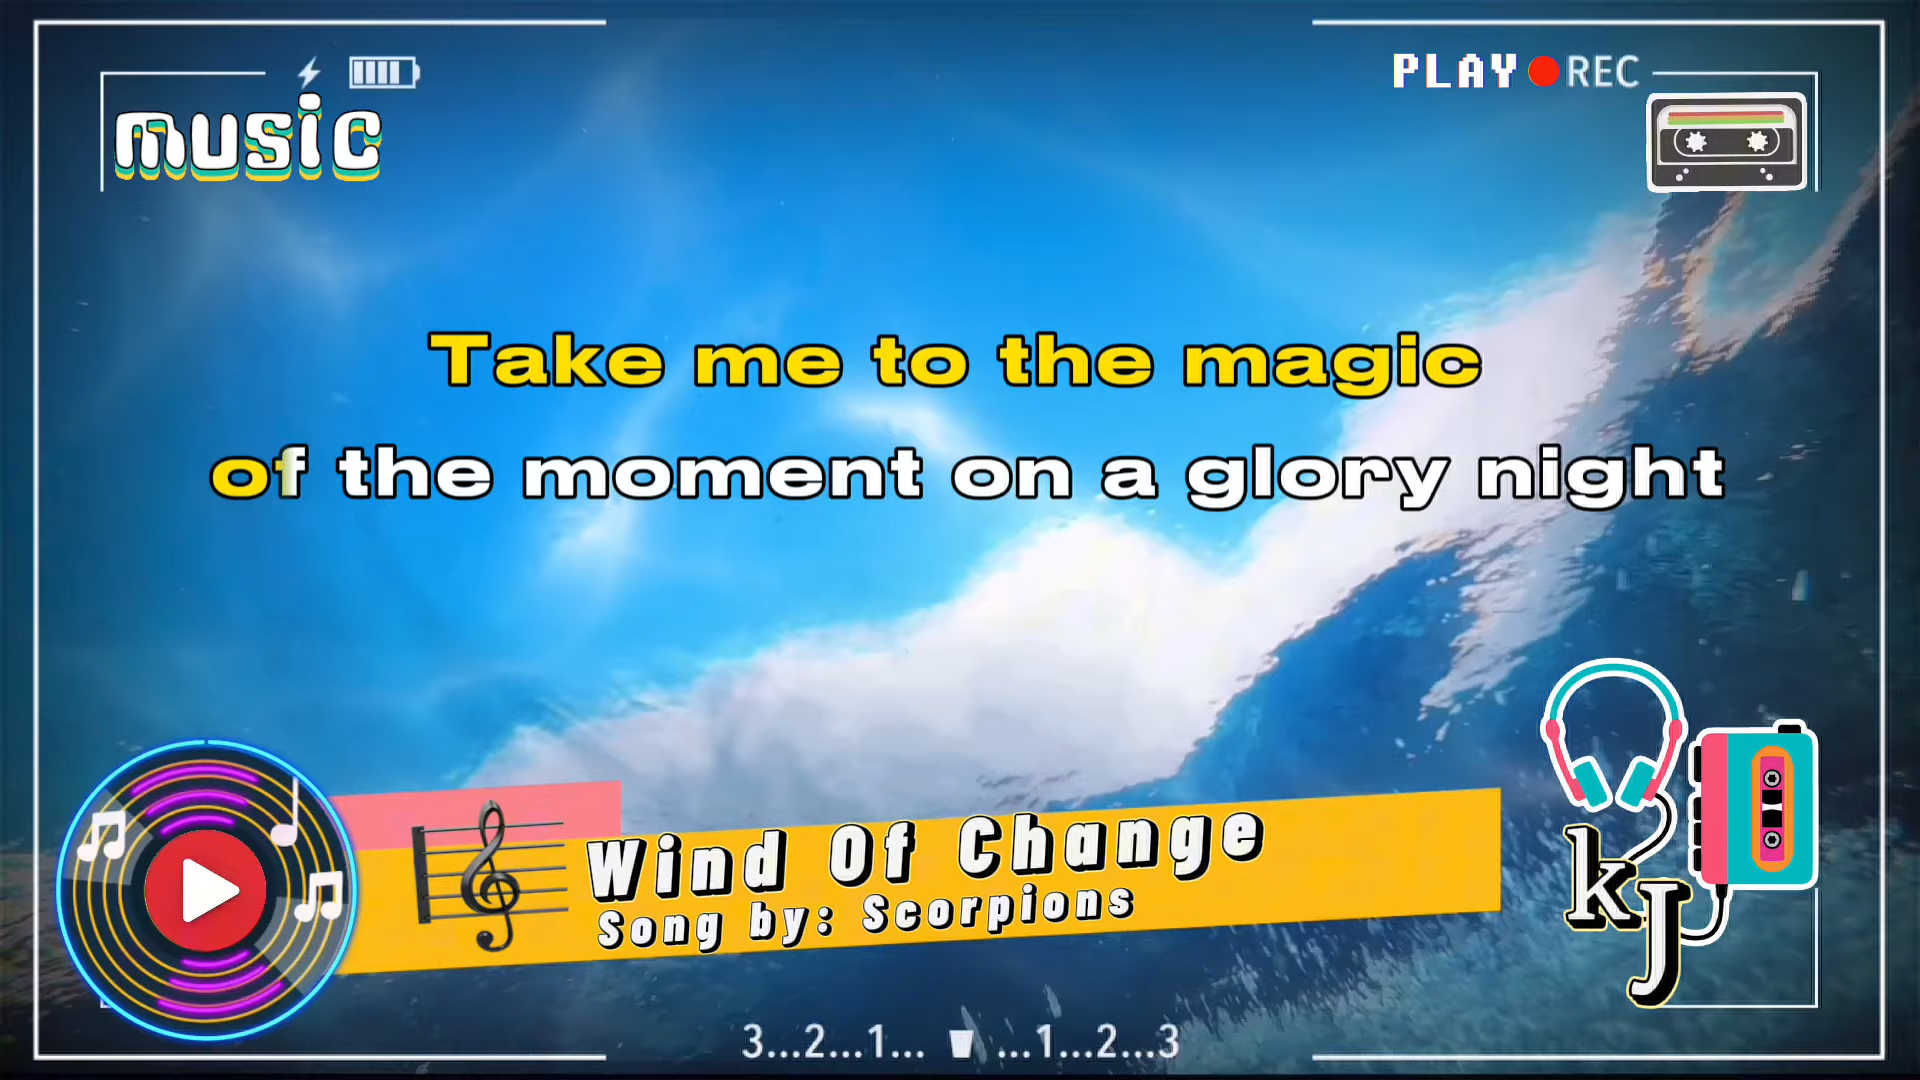 music
PLAY REC
Take me to the magic
of the moment on a glory night
Wind Of Change
Song by: Scorpions
kJ
3...2...1... ...1...2...3